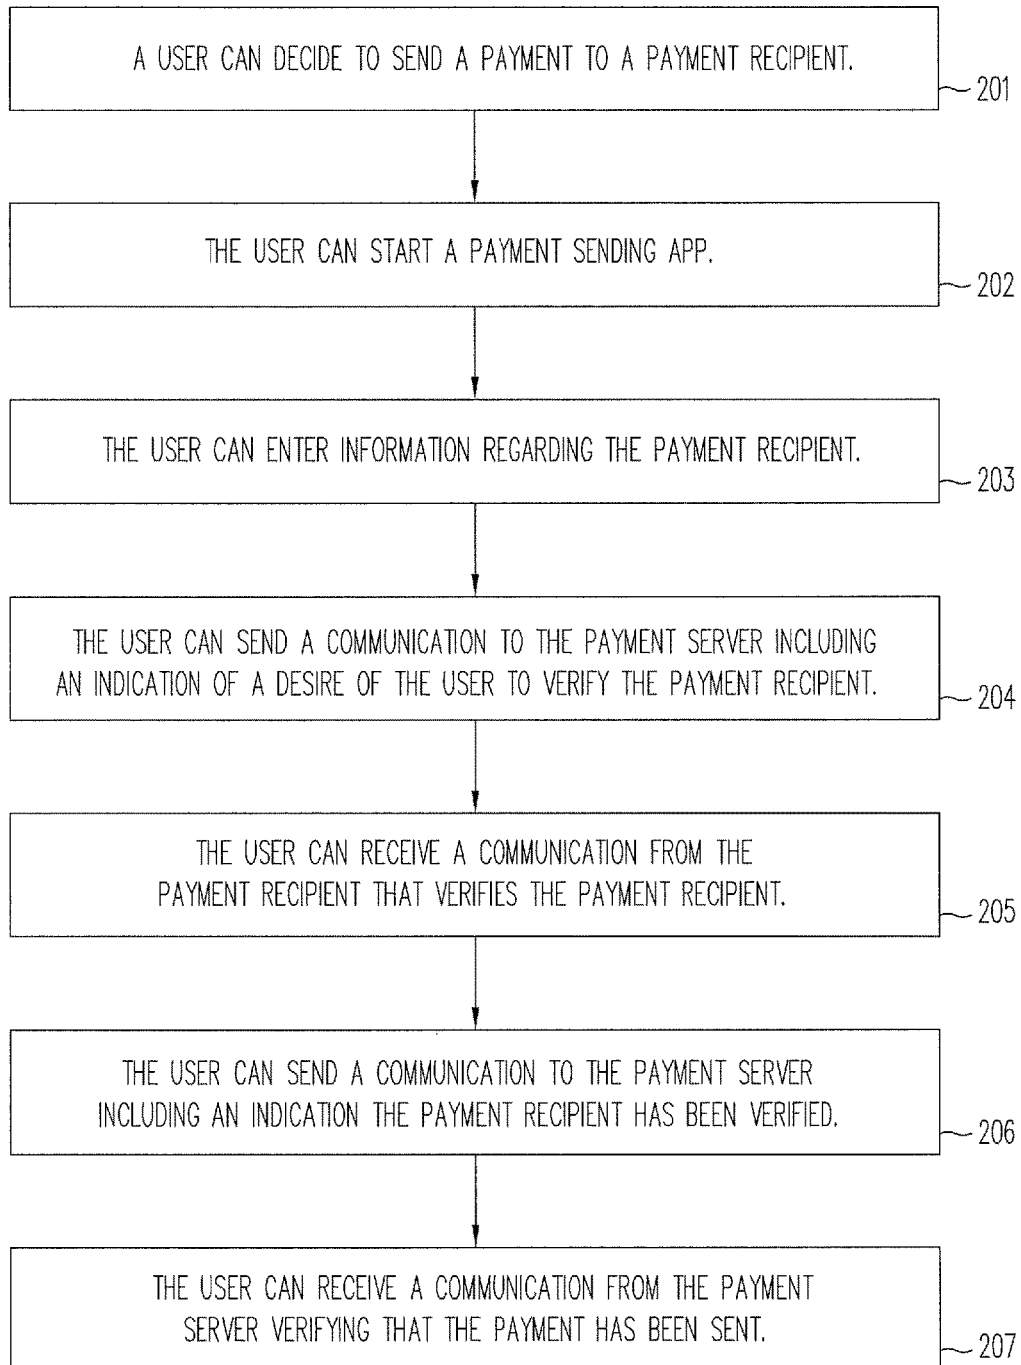 A USER CAN DECIDE TO SEND A PAYMENT TO A PAYMENT RECIPIENT.
201
THE USER CAN START A PAYMENT SENDING APP.
202
THE USER CAN ENTER INFORMATION REGARDING THE PAYMENT RECIPIENT.
203
THE USER CAN SEND A COMMUNICATION TO THE PAYMENT SERVER INCLUDING
AN INDICATION OF A DESIRE OF THE USER TO VERIFY THE PAYMENT RECIPIENT.
204
THE USER CAN RECEIVE A COMMUNICATION FROM THE
PAYMENT RECIPIENT THAT VERIFIES THE PAYMENT RECIPIENT.
205
THE USER CAN SEND A COMMUNICATION TO THE PAYMENT SERVER
INCLUDING AN INDICATION THE PAYMENT RECIPIENT HAS BEEN VERIFIED.
206
THE USER CAN RECEIVE A COMMUNICATION FROM THE PAYMENT
SERVER VERIFYING THAT THE PAYMENT HAS BEEN SENT.
207